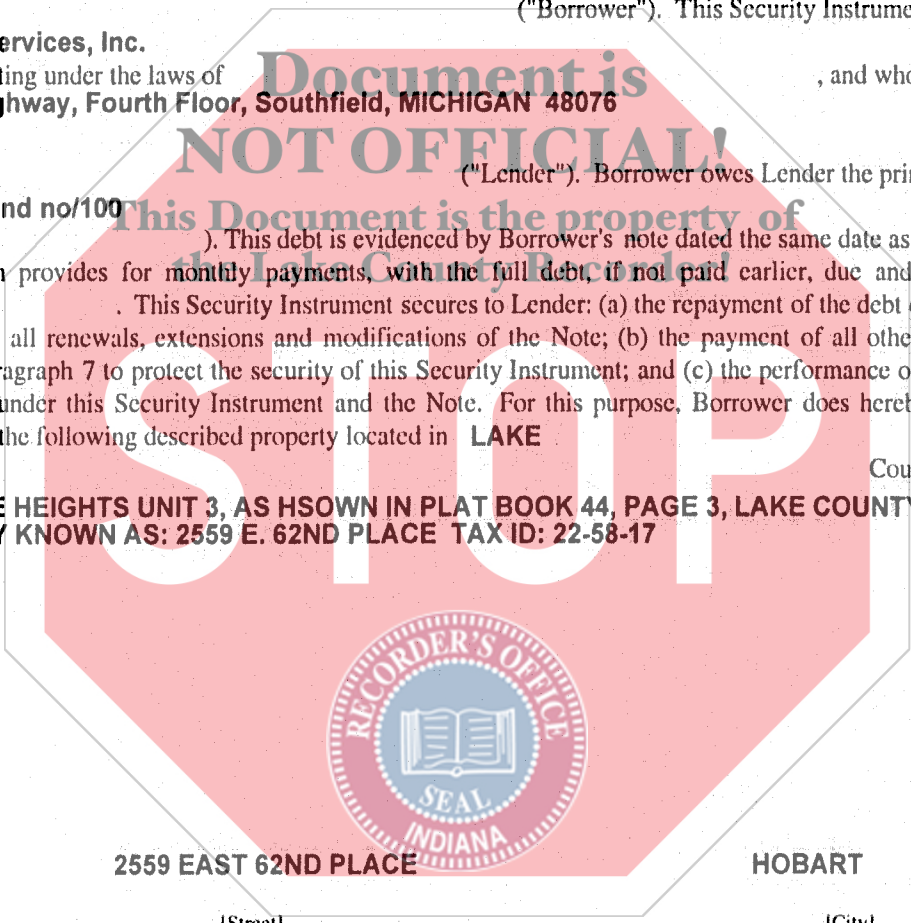 ("Borrower"). This Security Instrume
ervices, Inc.
ting under the laws of , and who
ghway, Fourth Floor, Southfield, MICHIGAN 48076
Document is
NOT OFFICIAL!
("Lender"). Borrower owes Lender the prin
nd no/100
This Document is the property of
). This debt is evidenced by Borrower's note dated the same date as
the Lake County Recorder!
n provides for monthly payments, with the full debt, if not paid earlier, due and
. This Security Instrument secures to Lender: (a) the repayment of the debt
all renewals, extensions and modifications of the Note; (b) the payment of all othe
ragraph 7 to protect the security of this Security Instrument; and (c) the performance o
under this Security Instrument and the Note. For this purpose, Borrower does hereb
the following described property located in LAKE
STOP
Cou
E HEIGHTS UNIT 3, AS HSOWN IN PLAT BOOK 44, PAGE 3, LAKE COUNTY
Y KNOWN AS: 2559 E. 62ND PLACE TAX ID: 22-58-17
RECORDER'S OFFICE
SEAL
INDIANA
2559 EAST 62ND PLACE HOBART
[Street] [City]